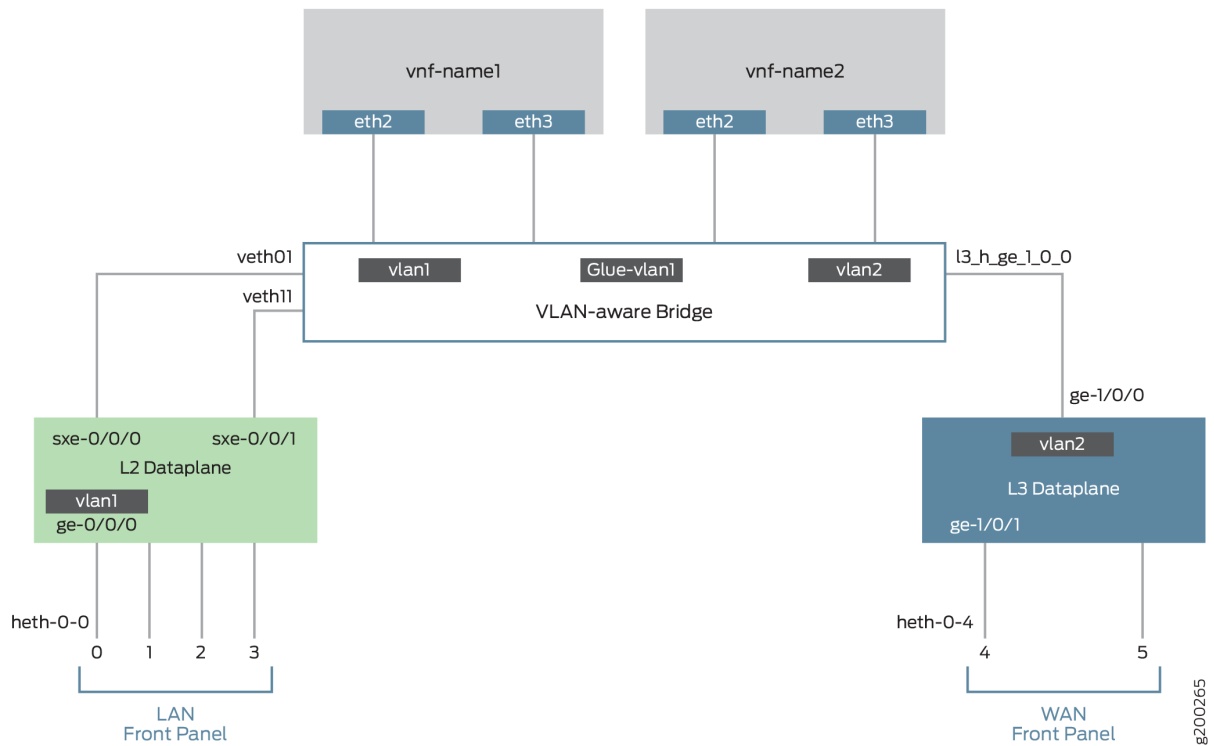 vnf-name1
vnf-name2
eth2
eth3
eth2
eth3
veth01
vlan1
Glue-vlan1
vlan2
l3_h_ge_1_0_0
veth11
VLAN-aware Bridge
ge-1/0/0
sxe-0/0/0
sxe-0/0/1
L2 Dataplane
vlan1
ge-0/0/0
vlan2
L3 Dataplane
ge-1/0/1
heth-0-0
0
1
2
3
heth-0-4
4
5
LAN
Front Panel
WAN
Front Panel
g200265